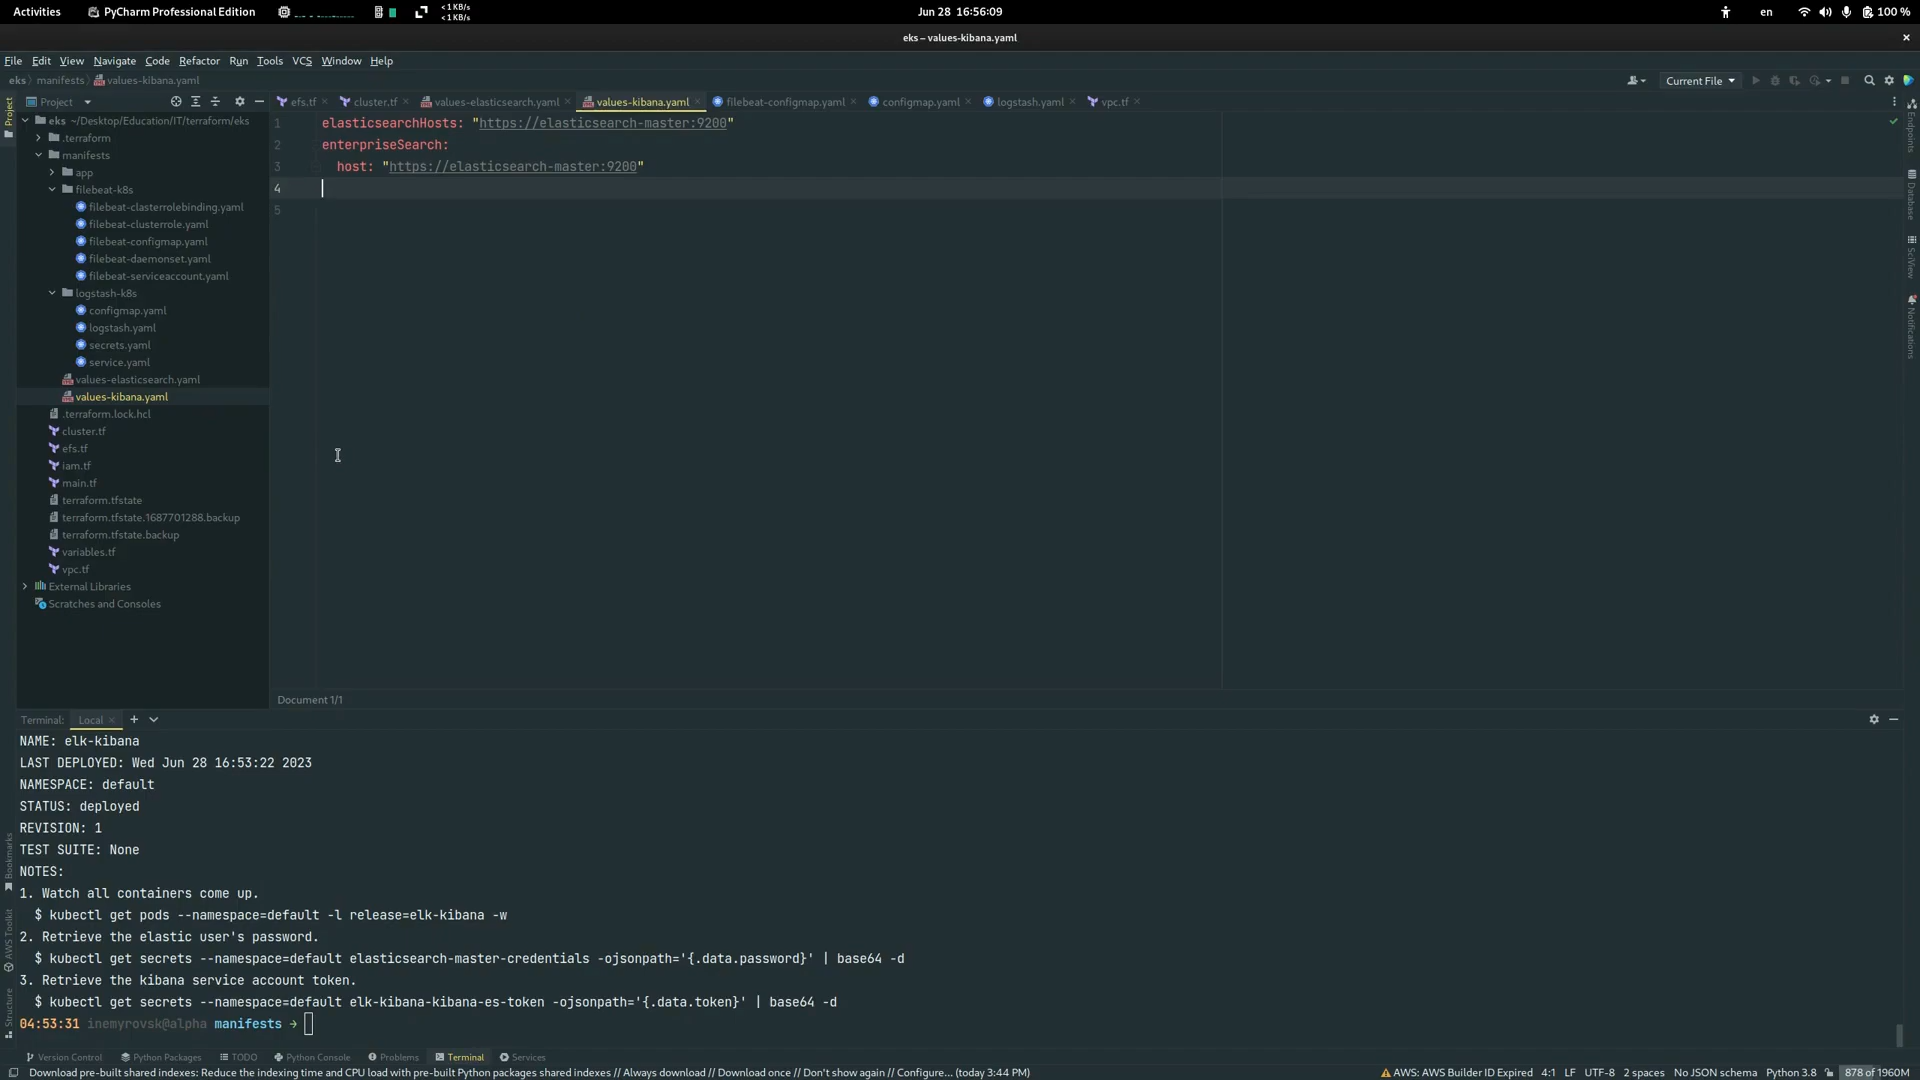 Activities
PyCharm Professional Edition
< 1 KB/s
< 1 KB/s
Jun 28 16:56:09
en
100 %
eks – values-kibana.yaml
File Edit View Navigate Code Refactor Run Tools VCS Window Help
eks manifests values-kibana.yaml
Current File
Project
efs.tf cluster.tf values-elasticsearch.yaml values-kibana.yaml filebeat-configmap.yaml configmap.yaml logstash.yaml vpc.tf
Project
eks ~/Desktop/Education/IT/terraform/eks
.terraform
manifests
app
filebeat-k8s
filebeat-clasterrolebinding.yaml
filebeat-clusterrole.yaml
filebeat-configmap.yaml
filebeat-daemonset.yaml
filebeat-serviceaccount.yaml
logstash-k8s
configmap.yaml
logstash.yaml
secrets.yaml
service.yaml
values-elasticsearch.yaml
values-kibana.yaml
.terraform.lock.hcl
cluster.tf
efs.tf
iam.tf
main.tf
terraform.tfstate
terraform.tfstate.1687701288.backup
terraform.tfstate.backup
variables.tf
vpc.tf
External Libraries
Scratches and Consoles
1 elasticsearchHosts: "https://elasticsearch-master:9200"
2 enterpriseSearch:
3 host: "https://elasticsearch-master:9200"
4
5
Endpoints
Database
SciView
Notifications
Document 1/1
Terminal: Local
NAME: elk-kibana
LAST DEPLOYED: Wed Jun 28 16:53:22 2023
NAMESPACE: default
STATUS: deployed
REVISION: 1
TEST SUITE: None
NOTES:
1. Watch all containers come up.
$ kubectl get pods --namespace=default -l release=elk-kibana -w
2. Retrieve the elastic user's password.
$ kubectl get secrets --namespace=default elasticsearch-master-credentials -ojsonpath='{.data.password}' | base64 -d
3. Retrieve the kibana service account token.
$ kubectl get secrets --namespace=default elk-kibana-kibana-es-token -ojsonpath='{.data.token}' | base64 -d
04:53:31 inemyrovsk@alpha manifests →
Bookmarks
AWS Toolkit
Structure
Version Control Python Packages TODO Python Console Problems Terminal Services
Download pre-built shared indexes: Reduce the indexing time and CPU load with pre-built Python packages shared indexes // Always download // Download once // Don't show again // Configure... (today 3:44 PM)
AWS: AWS Builder ID Expired 4:1 LF UTF-8 2 spaces No JSON schema Python 3.8 878 of 1960M